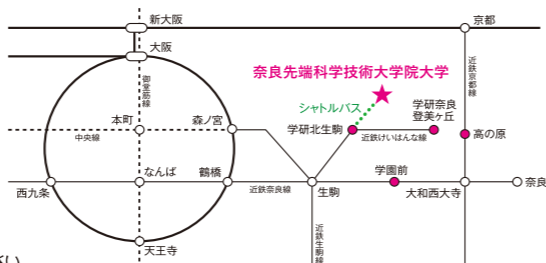 新大阪
京都
大阪
御堂筋線
近鉄京都線
奈良先端科学技術大学院大学
シャトルバス
学研奈良
登美ヶ丘
本町
森ノ宮
中央線
学研北生駒
近鉄けいはんな線
高の原
なんば
鶴橋
学園前
西九条
近鉄奈良線
生駒
大和西大寺
奈良
近鉄生駒線
天王寺